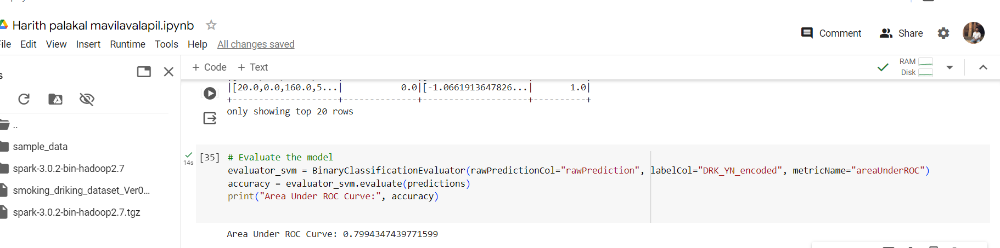 Harith palakal mavilavalapil.ipynb
File Edit View Insert Runtime Tools Help All changes saved
Comment
Share
+ Code + Text
RAM
Disk
|[20.0,0.0,160.0,5...| 0.0|[-1.0661913647826...| 1.0|
+--------------------+--------------+--------------------+----------+
only showing top 20 rows
..
sample_data
spark-3.0.2-bin-hadoop2.7
smoking_driking_dataset_Ver0...
spark-3.0.2-bin-hadoop2.7.tgz
14s
[35] # Evaluate the model
evaluator_svm = BinaryClassificationEvaluator(rawPredictionCol="rawPrediction", labelCol="DRK_YN_encoded", metricName="areaUnderROC")
accuracy = evaluator_svm.evaluate(predictions)
print("Area Under ROC Curve:", accuracy)
Area Under ROC Curve: 0.7994347439771599